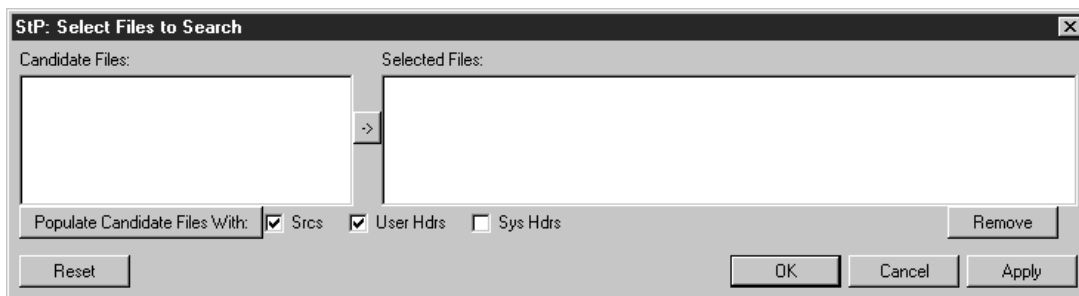 StP: Select Files to Search
Candidate Files: Selected Files:
->
Populate Candidate Files With: Srcs User Hdrs Sys Hdrs Remove
Reset OK Cancel Apply